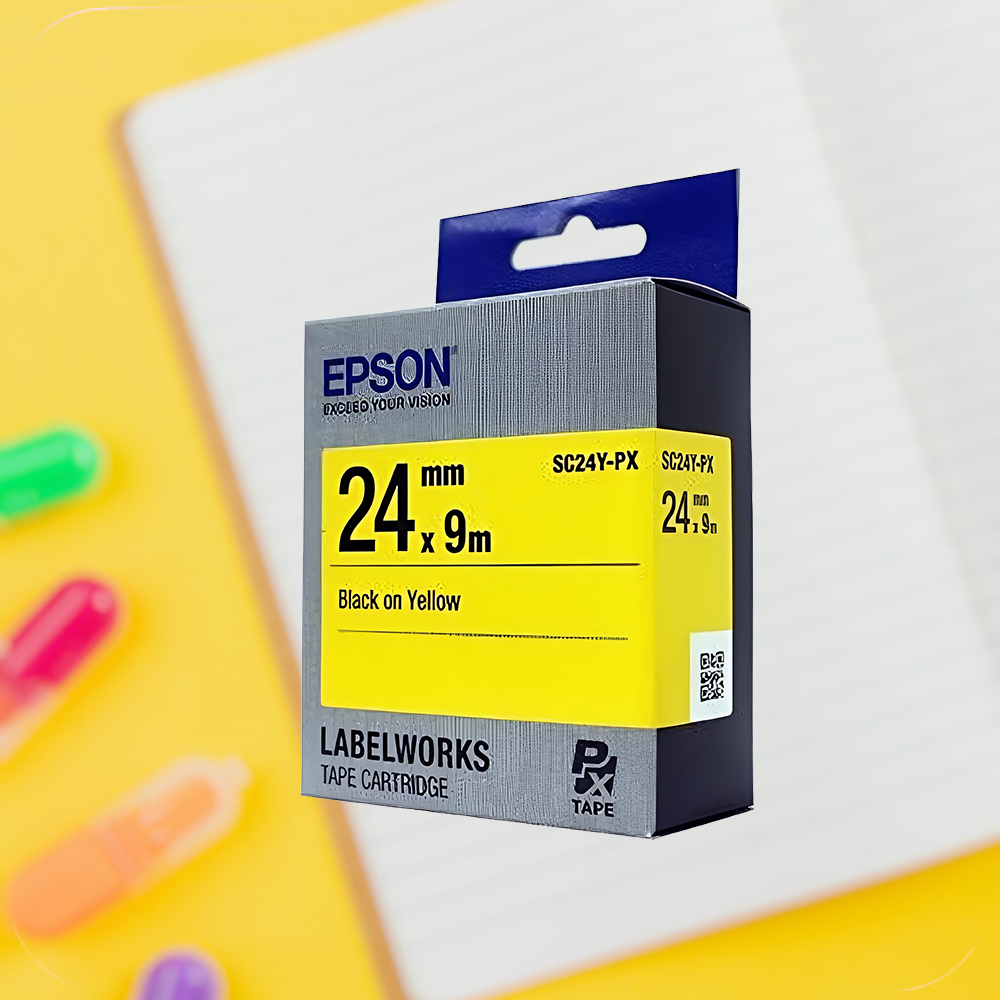 EPSON
EXCEED YOUR VISION
24 mm x 9m
SC24Y-PX
Black on Yellow
LABELWORKS
TAPE CARTRIDGE
PX
TAPE
SC24Y-PX
24 mm x 9m